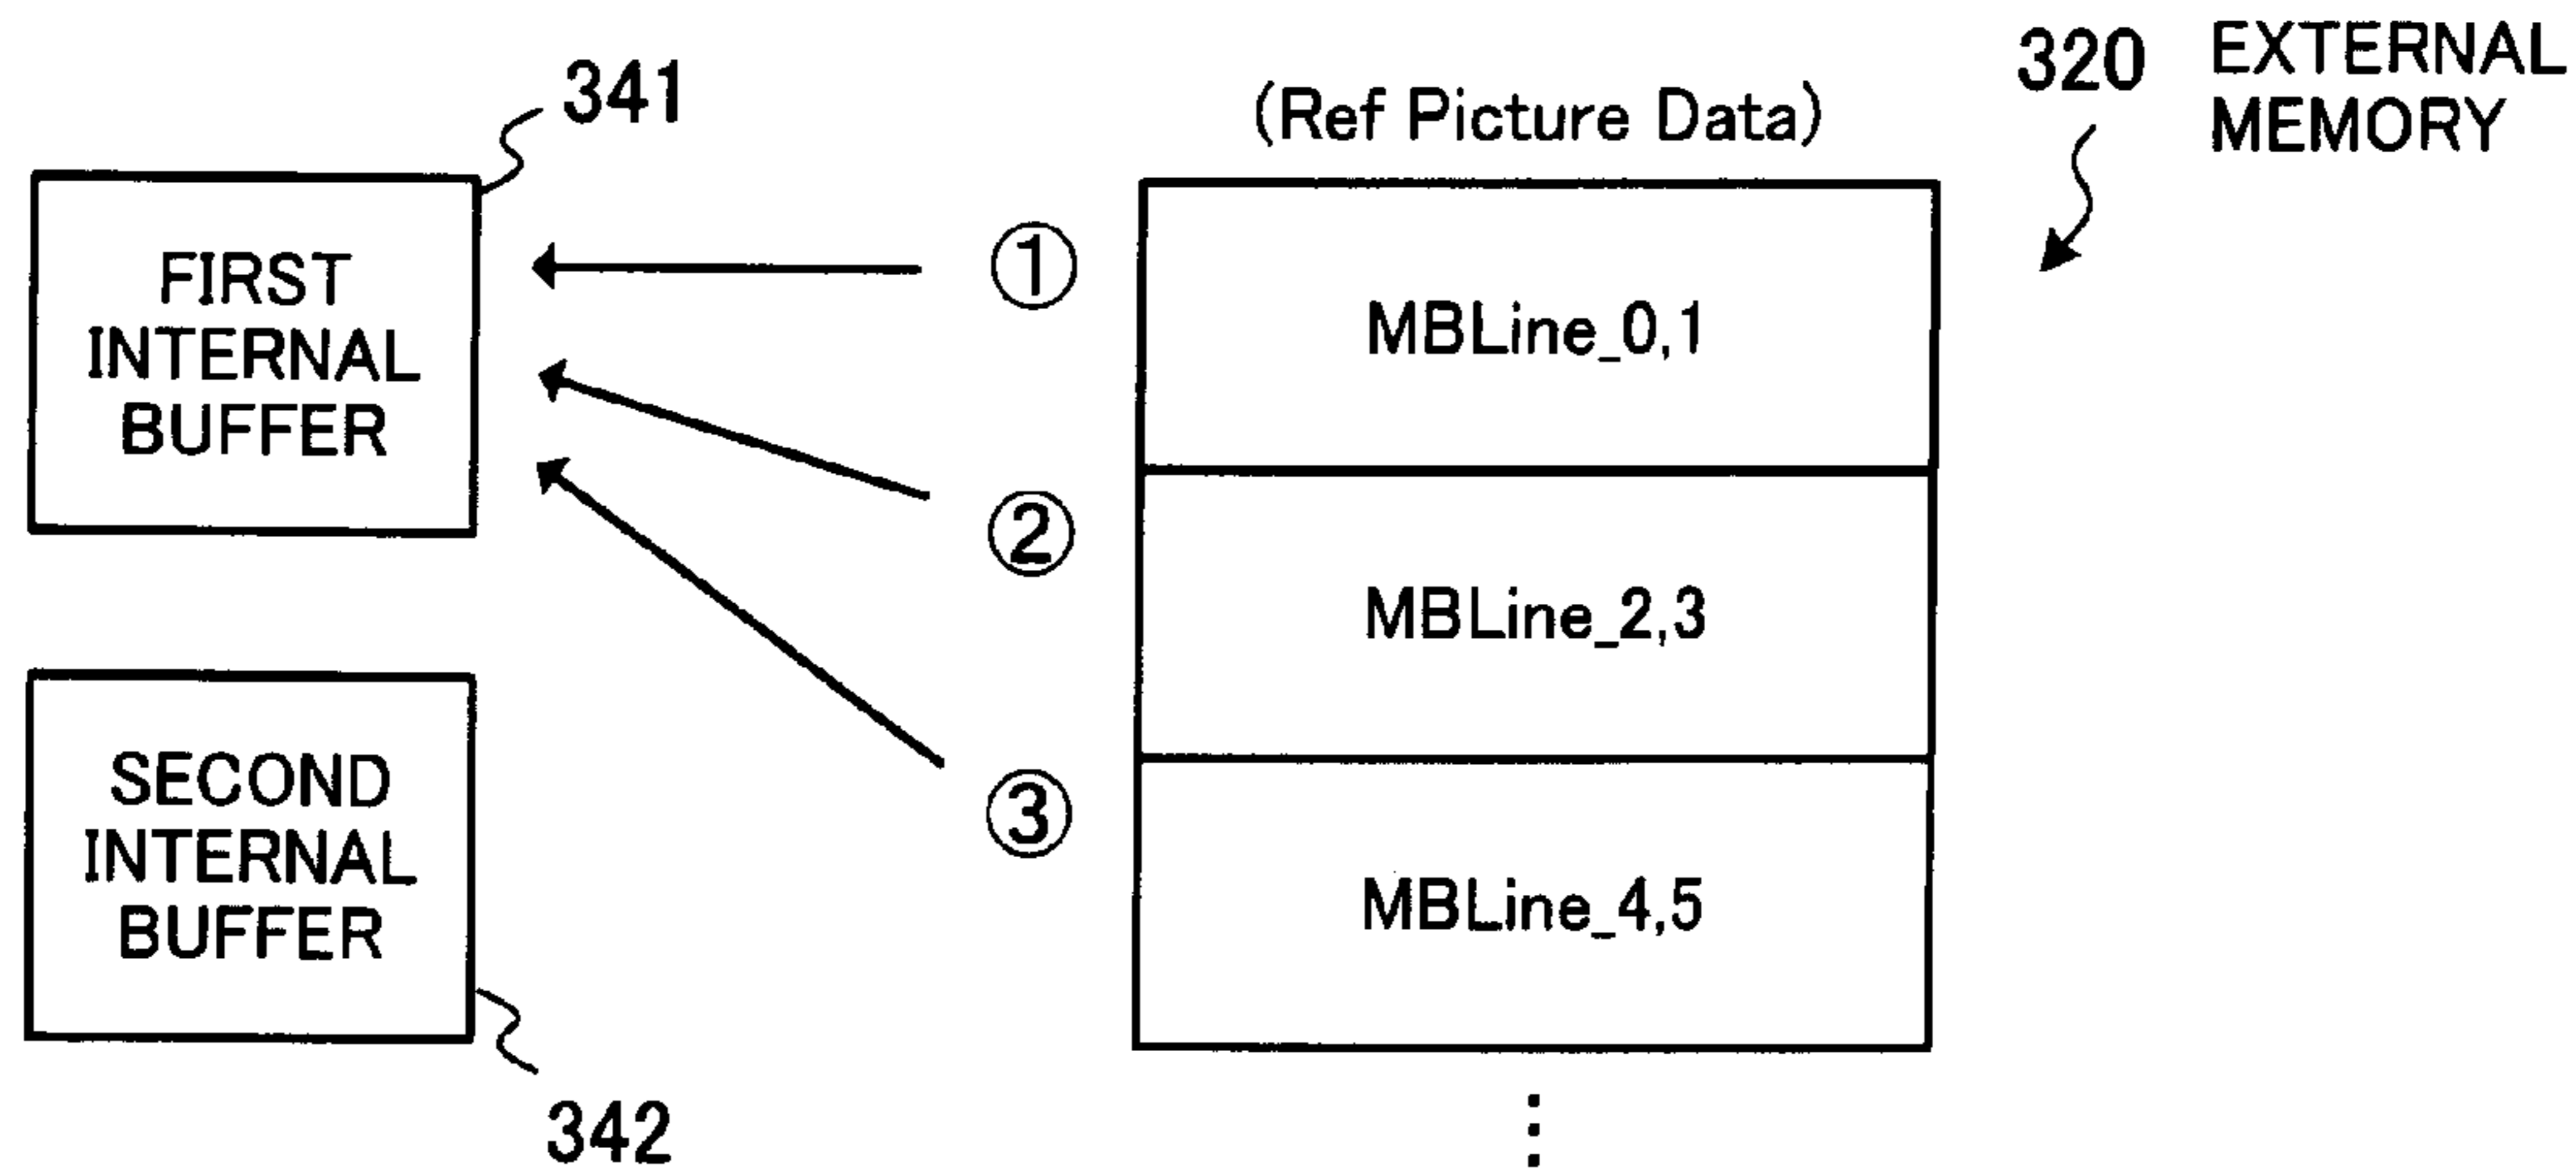 341
FIRST
INTERNAL
BUFFER
SECOND
INTERNAL
BUFFER
342
①
②
③
(Ref Picture Data)
MBLine_0,1
MBLine_2,3
MBLine_4,5
320 EXTERNAL
MEMORY